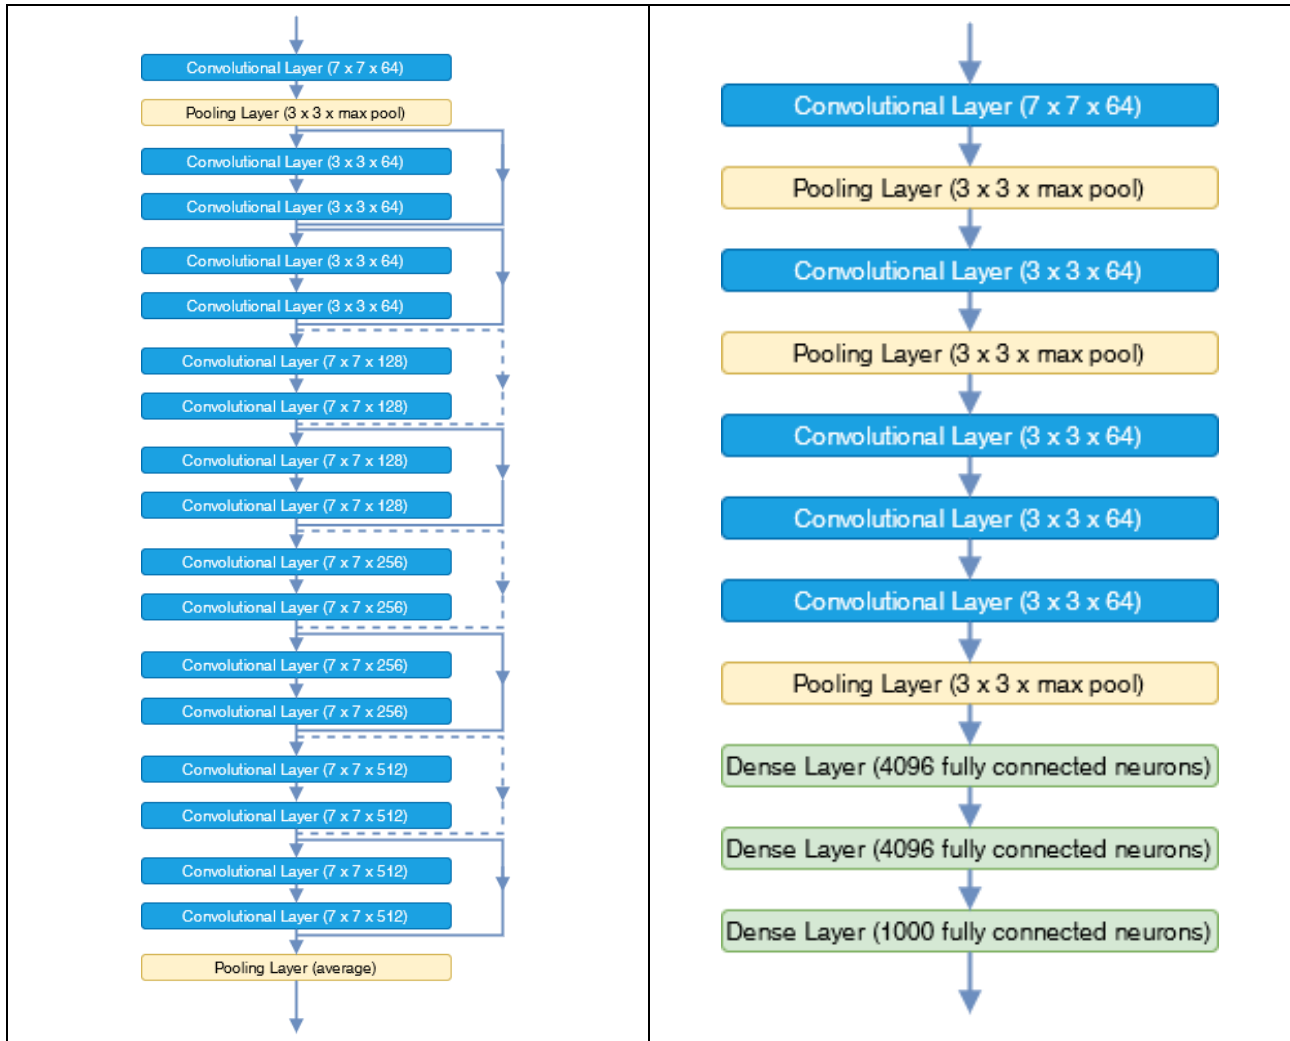 Convolutional Layer (7 x 7 x 64)
Pooling Layer (3 x 3 x max pool)
Convolutional Layer (3 x 3 x 64)
Convolutional Layer (3 x 3 x 64)
Convolutional Layer (3 x 3 x 64)
Convolutional Layer (3 x 3 x 64)
Convolutional Layer (7 x 7 x 128)
Convolutional Layer (7 x 7 x 128)
Convolutional Layer (7 x 7 x 128)
Convolutional Layer (7 x 7 x 128)
Convolutional Layer (7 x 7 x 256)
Convolutional Layer (7 x 7 x 256)
Convolutional Layer (7 x 7 x 256)
Convolutional Layer (7 x 7 x 256)
Convolutional Layer (7 x 7 x 512)
Convolutional Layer (7 x 7 x 512)
Convolutional Layer (7 x 7 x 512)
Convolutional Layer (7 x 7 x 512)
Pooling Layer (average)
Convolutional Layer (7 x 7 x 64)
Pooling Layer (3 x 3 x max pool)
Convolutional Layer (3 x 3 x 64)
Pooling Layer (3 x 3 x max pool)
Convolutional Layer (3 x 3 x 64)
Convolutional Layer (3 x 3 x 64)
Convolutional Layer (3 x 3 x 64)
Pooling Layer (3 x 3 x max pool)
Dense Layer (4096 fully connected neurons)
Dense Layer (4096 fully connected neurons)
Dense Layer (1000 fully connected neurons)